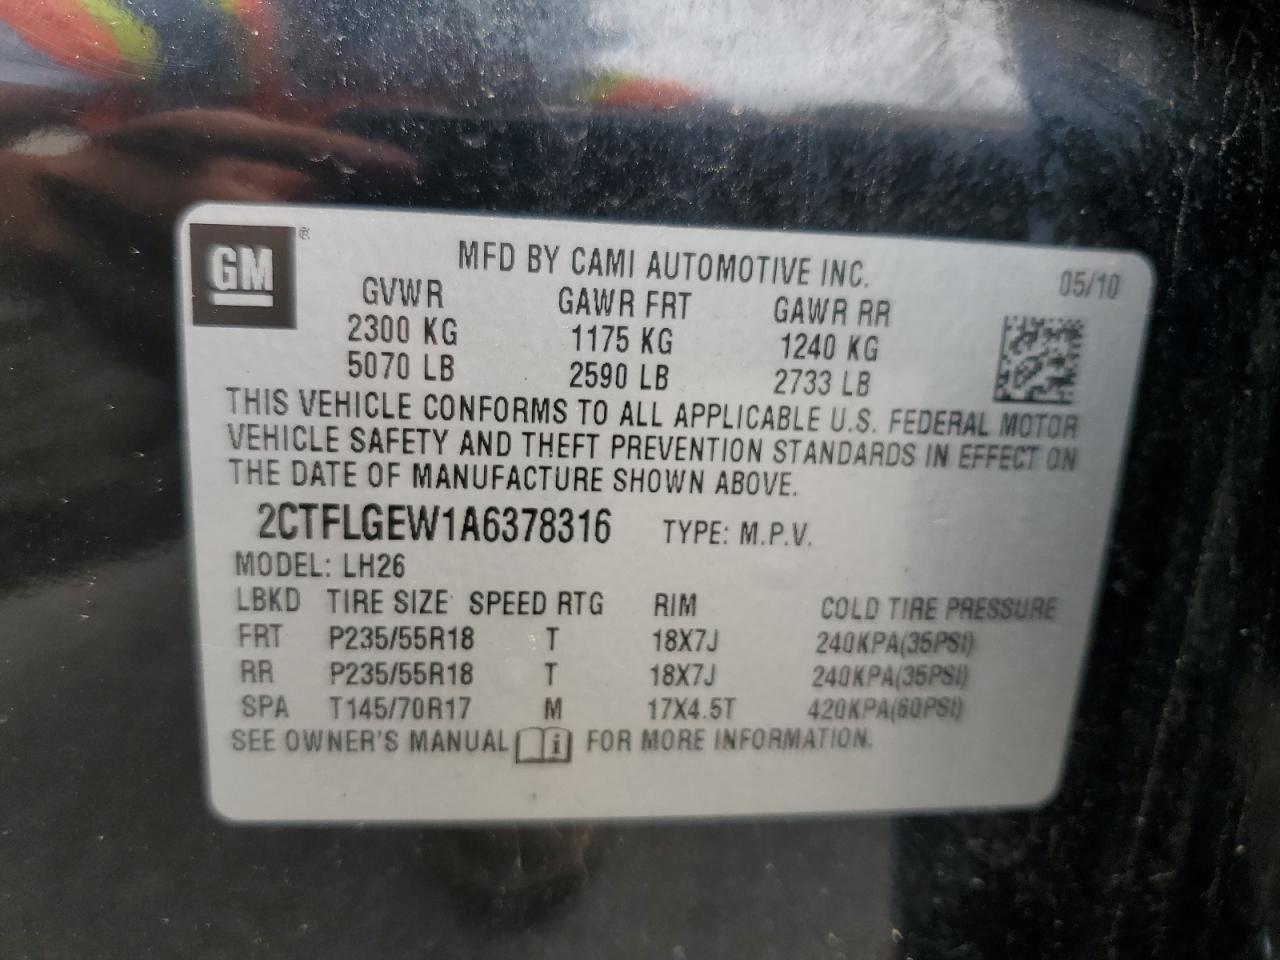 GM ®
MFD BY CAMI AUTOMOTIVE INC. 05/10
GVWR GAWR FRT GAWR RR
2300 KG 1175 KG 1240 KG
5070 LB 2590 LB 2733 LB
THIS VEHICLE CONFORMS TO ALL APPLICABLE U.S. FEDERAL MOTOR
VEHICLE SAFETY AND THEFT PREVENTION STANDARDS IN EFFECT ON
THE DATE OF MANUFACTURE SHOWN ABOVE.
2CTFLGEW1A6378316 TYPE: M.P.V.
MODEL: LH26
LBKD TIRE SIZE SPEED RTG RIM COLD TIRE PRESSURE
FRT P235/55R18 T 18X7J 240KPA(35PSI)
RR P235/55R18 T 18X7J 240KPA(35PSI)
SPA T145/70R17 M 17X4.5T 420KPA(60PSI)
SEE OWNER'S MANUAL i FOR MORE INFORMATION.